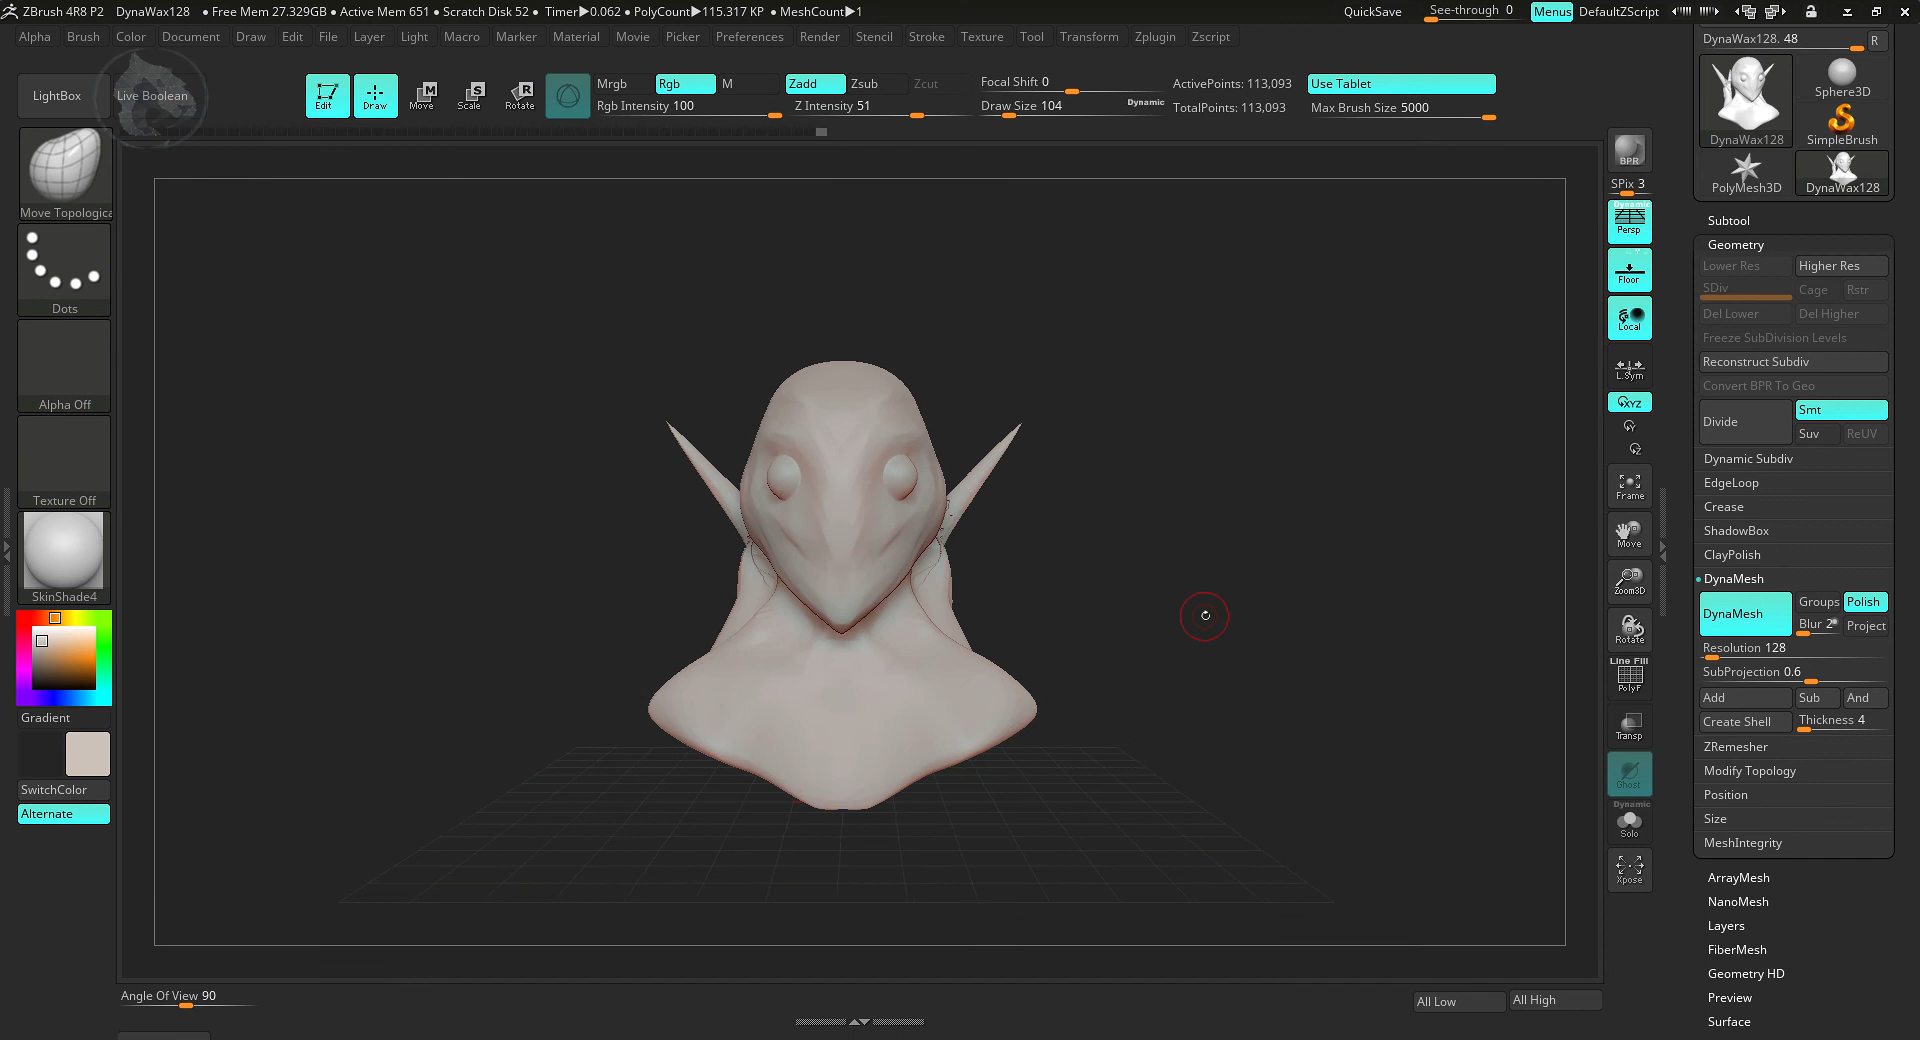 ZBrush 4R8 P2 DynaWax128 ● Free Mem 27.329GB ● Active Mem 651 ● Scratch Disk 52 ● Timer▶0.062 ● PolyCount▶115.317 KP ● MeshCount▶1 QuickSave See-through 0 Menus DefaultZScript
Alpha Brush Color Document Draw Edit File Layer Light Macro Marker Material Movie Picker Preferences Render Stencil Stroke Texture Tool Transform Zplugin Zscript
DynaWax128. 48 R
LightBox Live Boolean
Edit Draw Move Scale Rotate
M S R
Mrgb Rgb M Zadd Zsub Zcut Focal Shift 0 ActivePoints: 113,093 Use Tablet
Rgb Intensity 100 Z Intensity 51 Draw Size 104 Dynamic TotalPoints: 113,093 Max Brush Size 5000
Move Topologica
Dots
Alpha Off
Texture Off
SkinShade4
Gradient
SwitchColor
Alternate
BPR
SPix 3
Dynamic
Persp
Floor
Local
L.Sym
XYZ
Y
Z
Frame
Move
Zoom3D
Rotate
Line Fill
PolyF
Transp
Ghost
Dynamic
Solo
Xpose
Sphere3D
DynaWax128 SimpleBrush
PolyMesh3D DynaWax128
Subtool
Geometry
Lower Res Higher Res
SDiv Cage Rstr
Del Lower Del Higher
Freeze SubDivision Levels
Reconstruct Subdiv
Convert BPR To Geo
Divide Smt
Suv ReUV
Dynamic Subdiv
EdgeLoop
Crease
ShadowBox
ClayPolish
DynaMesh
DynaMesh Groups Polish
Blur 2 Project
Resolution 128
SubProjection 0.6
Add Sub And
Create Shell Thickness 4
ZRemesher
Modify Topology
Position
Size
MeshIntegrity
ArrayMesh
NanoMesh
Layers
FiberMesh
Geometry HD
Preview
Surface
Angle Of View 90 All Low All High